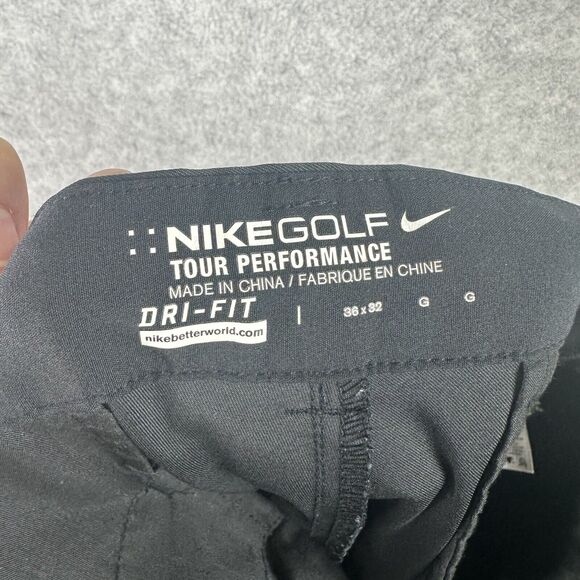 NIKEGOLF
TOUR PERFORMANCE
MADE IN CHINA / FABRIQUE EN CHINE
DRI-FIT | 36 x 32 G G
nikebetterworld.com